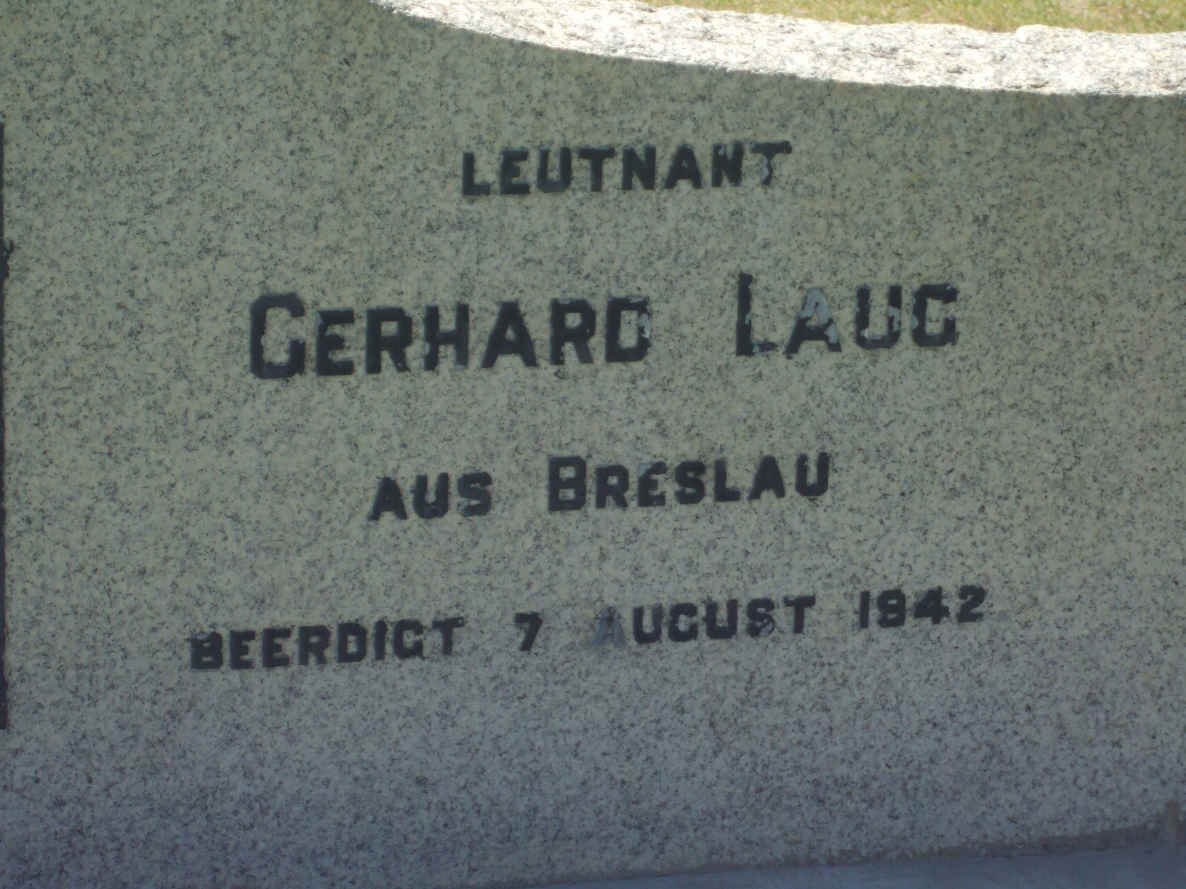 LEUTNANT
GERHARD LAUG
AUS BRESLAU
BEERDIGT 7 AUGUST 1942